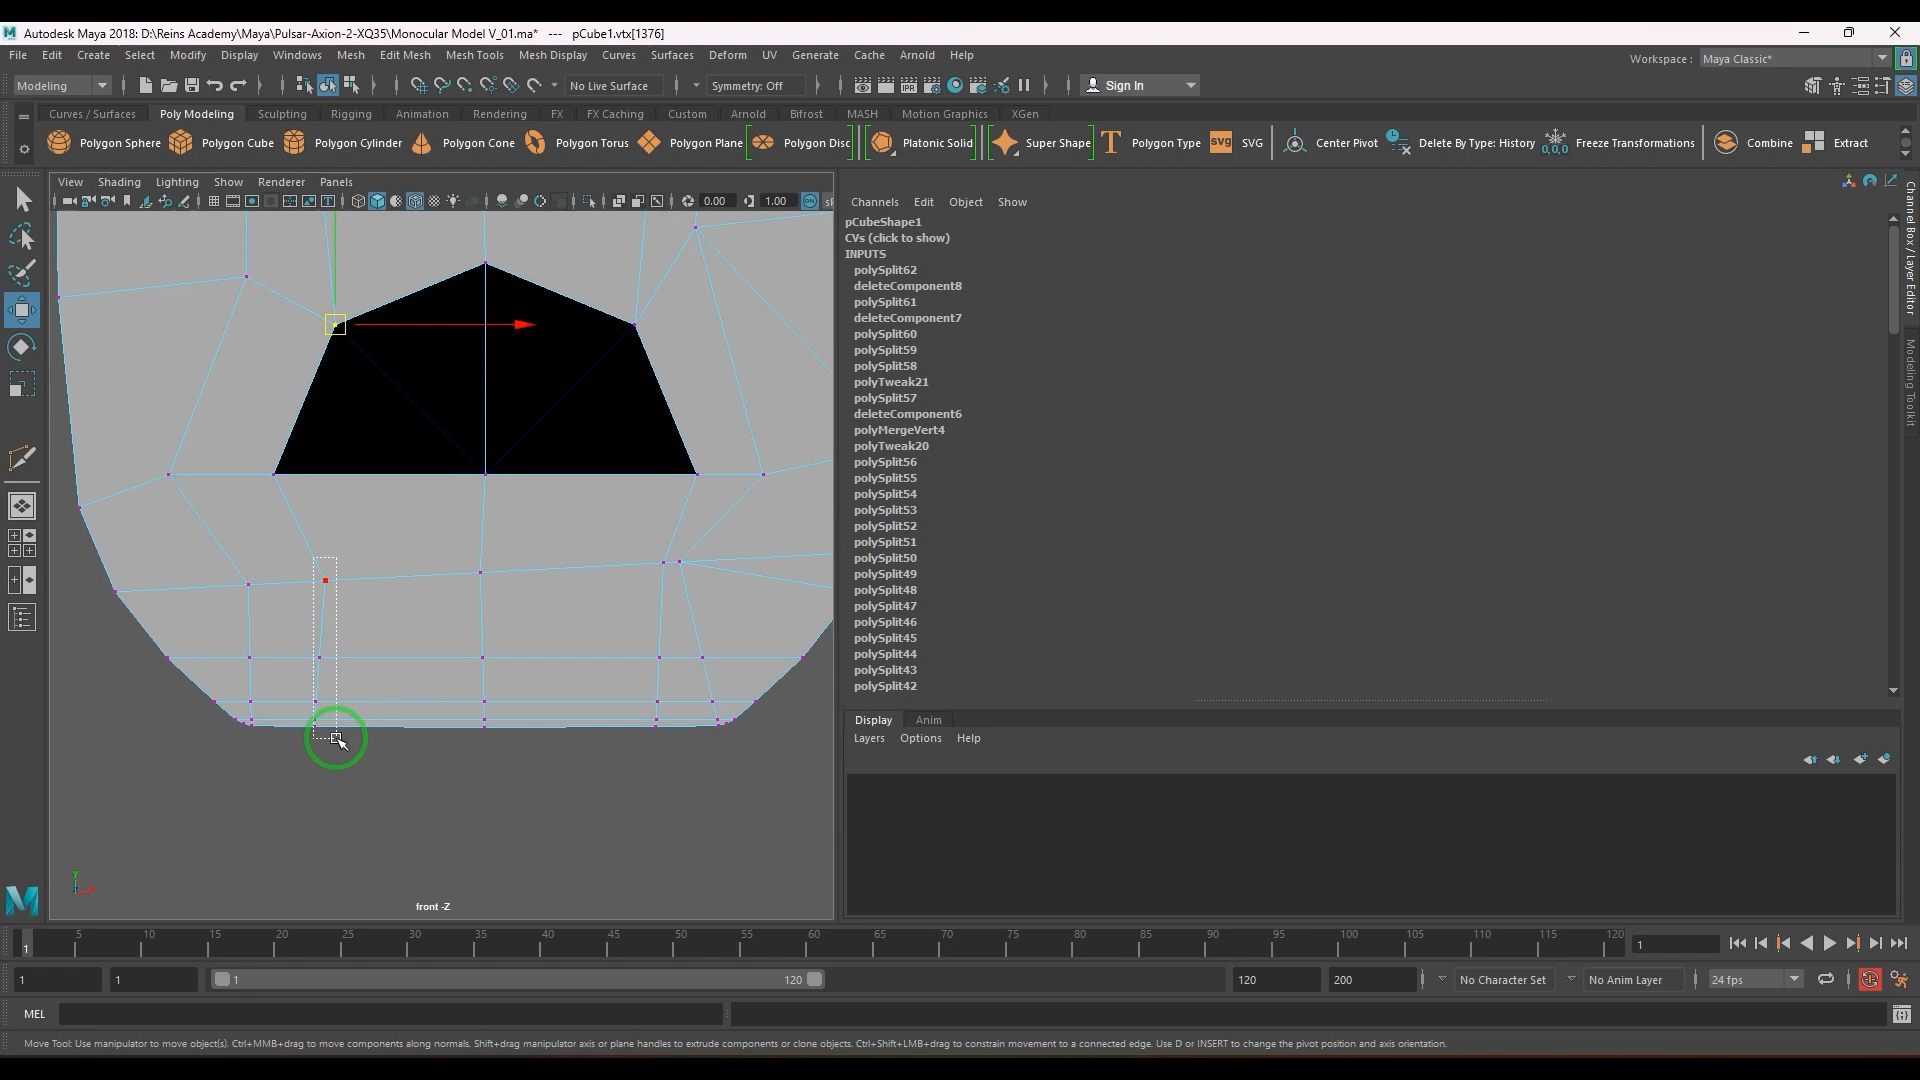 Autodesk Maya 2018: D:\Reins Academy\Maya\Pulsar-Axion-2-XQ35\Monocular Model V_01.ma* --- pCube1.vtx[1376]
File Edit Create Select Modify Display Windows Mesh Edit Mesh Mesh Tools Mesh Display Curves Surfaces Deform UV Generate Cache Arnold Help
Workspace : Maya Classic*
Modeling No Live Surface Symmetry: Off Sign In
Curves / Surfaces Poly Modeling Sculpting Rigging Animation Rendering FX FX Caching Custom Arnold Bifrost MASH Motion Graphics XGen
Polygon Sphere Polygon Cube Polygon Cylinder Polygon Cone Polygon Torus Polygon Plane Polygon Disc Platonic Solid Super Shape Polygon Type SVG SVG Center Pivot Delete By Type: History 0,0,0 Freeze Transformations Combine Extract
View Shading Lighting Show Renderer Panels
0.00 1.00 ON
Channels Edit Object Show
pCubeShape1
CVs (click to show)
INPUTS
polySplit62
deleteComponent8
polySplit61
deleteComponent7
polySplit60
polySplit59
polySplit58
polyTweak21
polySplit57
deleteComponent6
polyMergeVert4
polyTweak20
polySplit56
polySplit55
polySplit54
polySplit53
polySplit52
polySplit51
polySplit50
polySplit49
polySplit48
polySplit47
polySplit46
polySplit45
polySplit44
polySplit43
polySplit42
Channel Box / Layer Editor
Modeling Toolkit
Display Anim
Layers Options Help
y
front -Z
1 5 10 15 20 25 30 35 40 45 50 55 60 65 70 75 80 85 90 95 100 105 110 115 120 1
1 1 1 120 120 200 No Character Set No Anim Layer 24 fps
MEL
Move Tool: Use manipulator to move object(s). Ctrl+MMB+drag to move components along normals. Shift+drag manipulator axis or plane handles to extrude components or clone objects. Ctrl+Shift+LMB+drag to constrain movement to a connected edge. Use D or INSERT to change the pivot position and axis orientation.